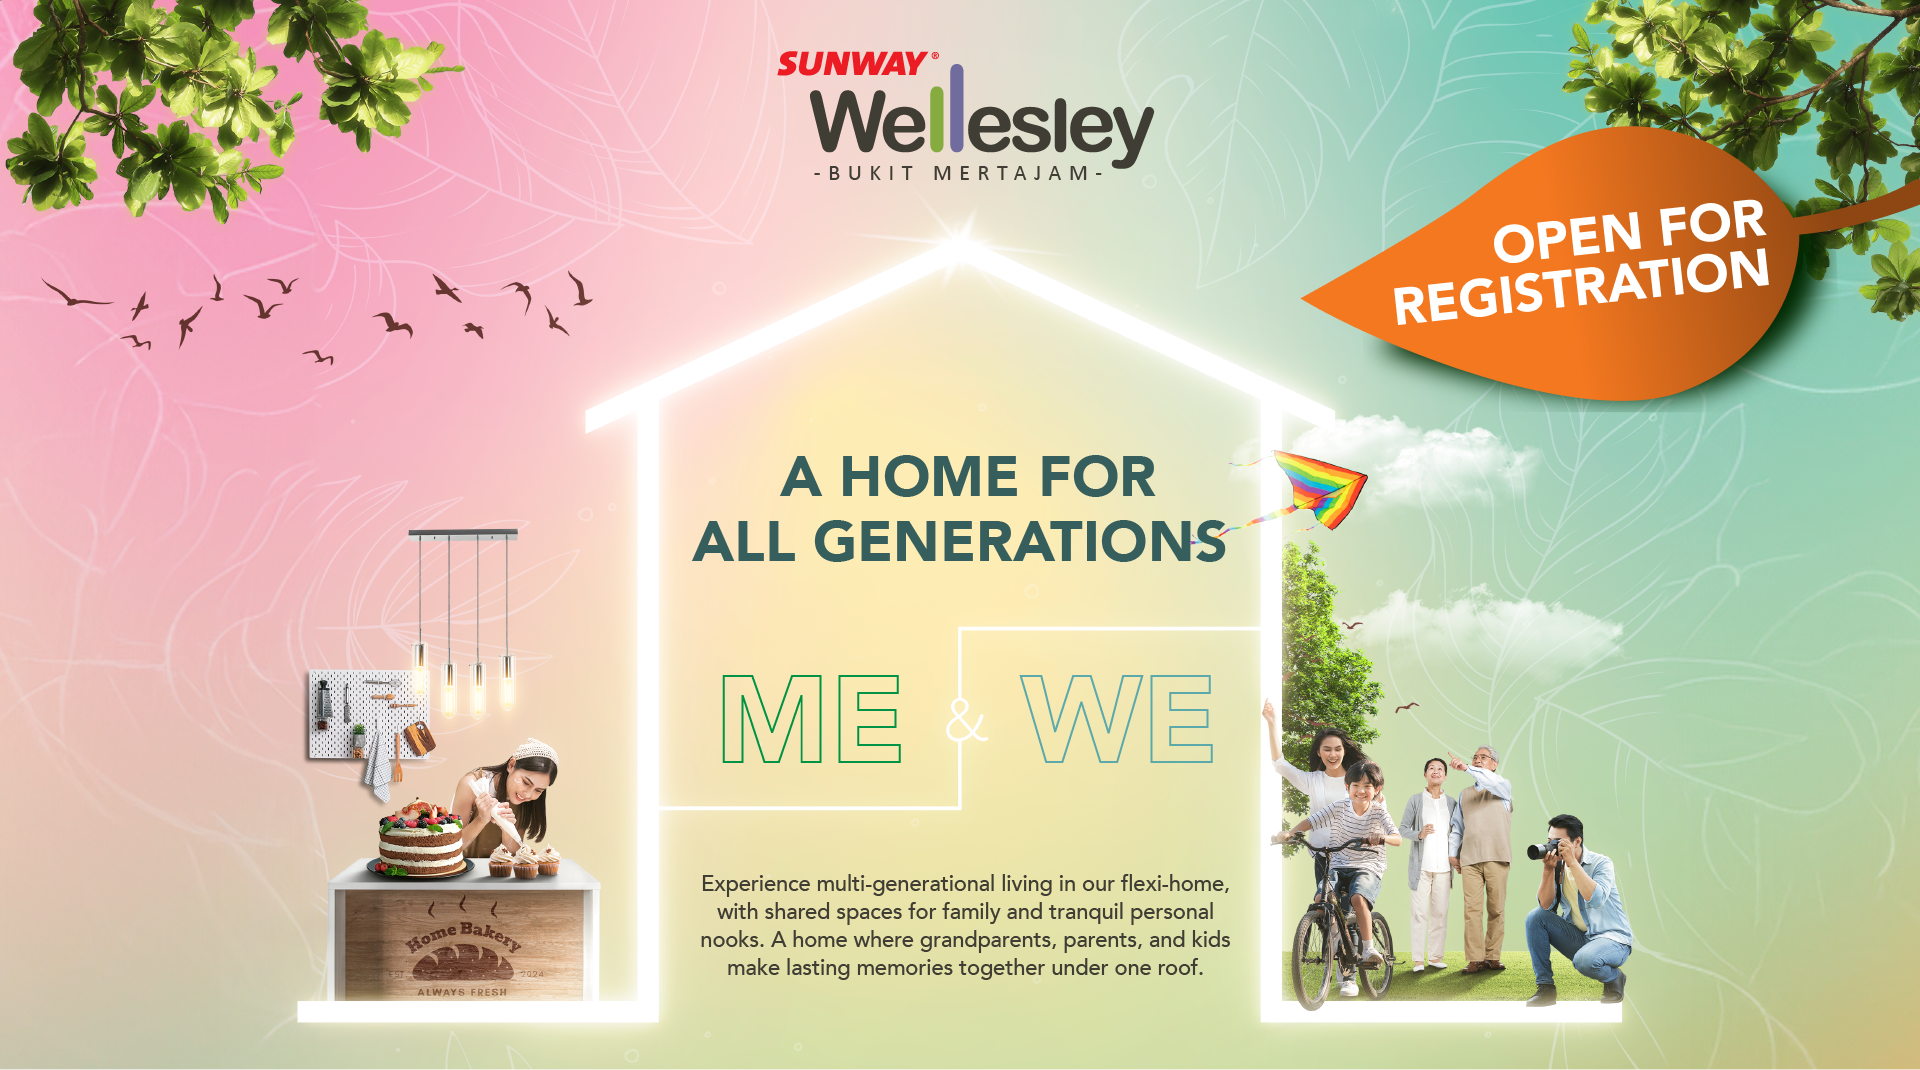 SUNWAY®
Wellesley
-BUKIT MERTAJAM-
OPEN FOR
REGISTRATION
A HOME FOR
ALL GENERATIONS
ME & WE
Experience multi-generational living in our flexi-home,
with shared spaces for family and tranquil personal
nooks. A home where grandparents, parents, and kids
make lasting memories together under one roof.
Home Bakery
EST 2024
ALWAYS FRESH